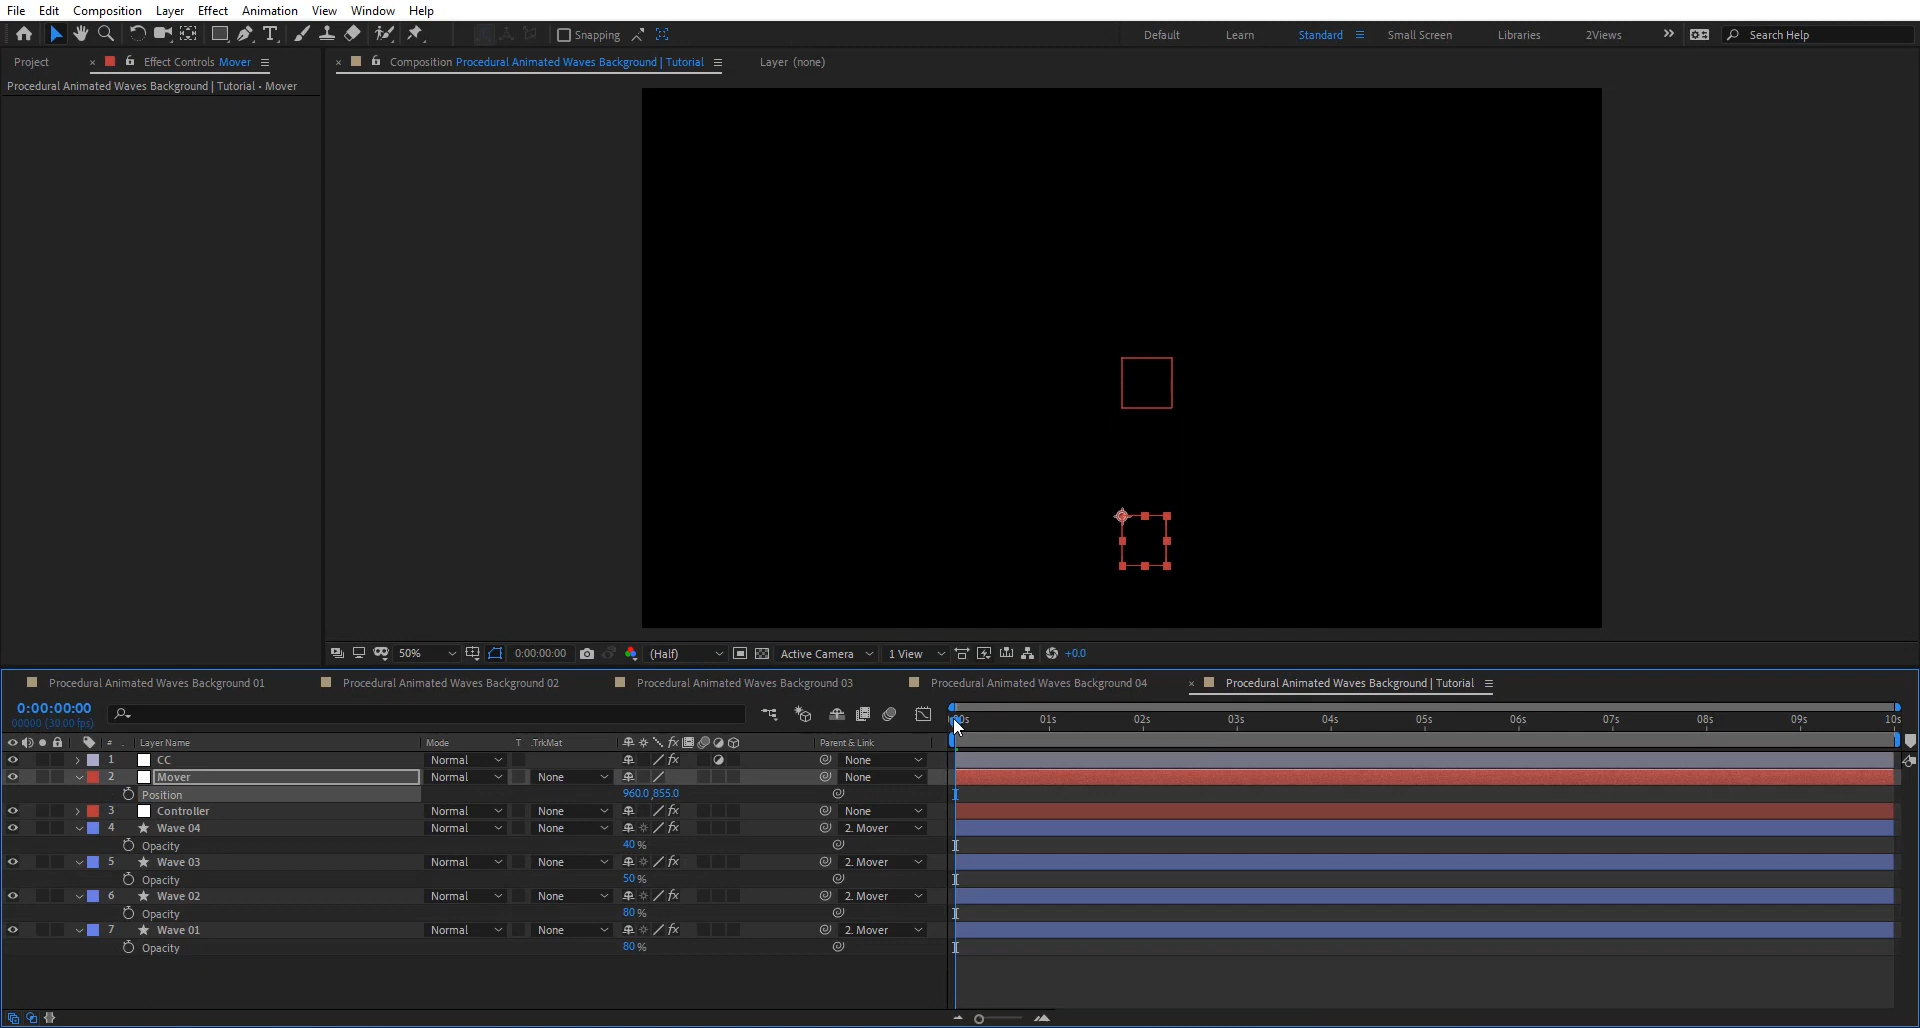 File Edit Composition Layer Effect Animation View Window Help
Snapping Default Learn Standard Small Screen Libraries 2Views Search Help
Project × Effect Controls Mover × Composition Procedural Animated Waves Background | Tutorial Layer (none)
Procedural Animated Waves Background | Tutorial • Mover
50% 0:00:00:00 (Half) Active Camera 1 View +0.0
Procedural Animated Waves Background 01 Procedural Animated Waves Background 02 Procedural Animated Waves Background 03 Procedural Animated Waves Background 04 × Procedural Animated Waves Background | Tutorial
0:00:00:00
00000 (30.00 fps)
00s 01s 02s 03s 04s 05s 06s 07s 08s 09s 10s
# Layer Name Mode T .TrkMat fx Parent & Link
1 CC Normal fx None
2 Mover Normal None None
Position 960.0,855.0
3 Controller Normal None fx None
4 Wave 04 Normal None fx 2. Mover
Opacity 40 %
5 Wave 03 Normal None fx 2. Mover
Opacity 50 %
6 Wave 02 Normal None fx 2. Mover
Opacity 80 %
7 Wave 01 Normal None fx 2. Mover
Opacity 80 %